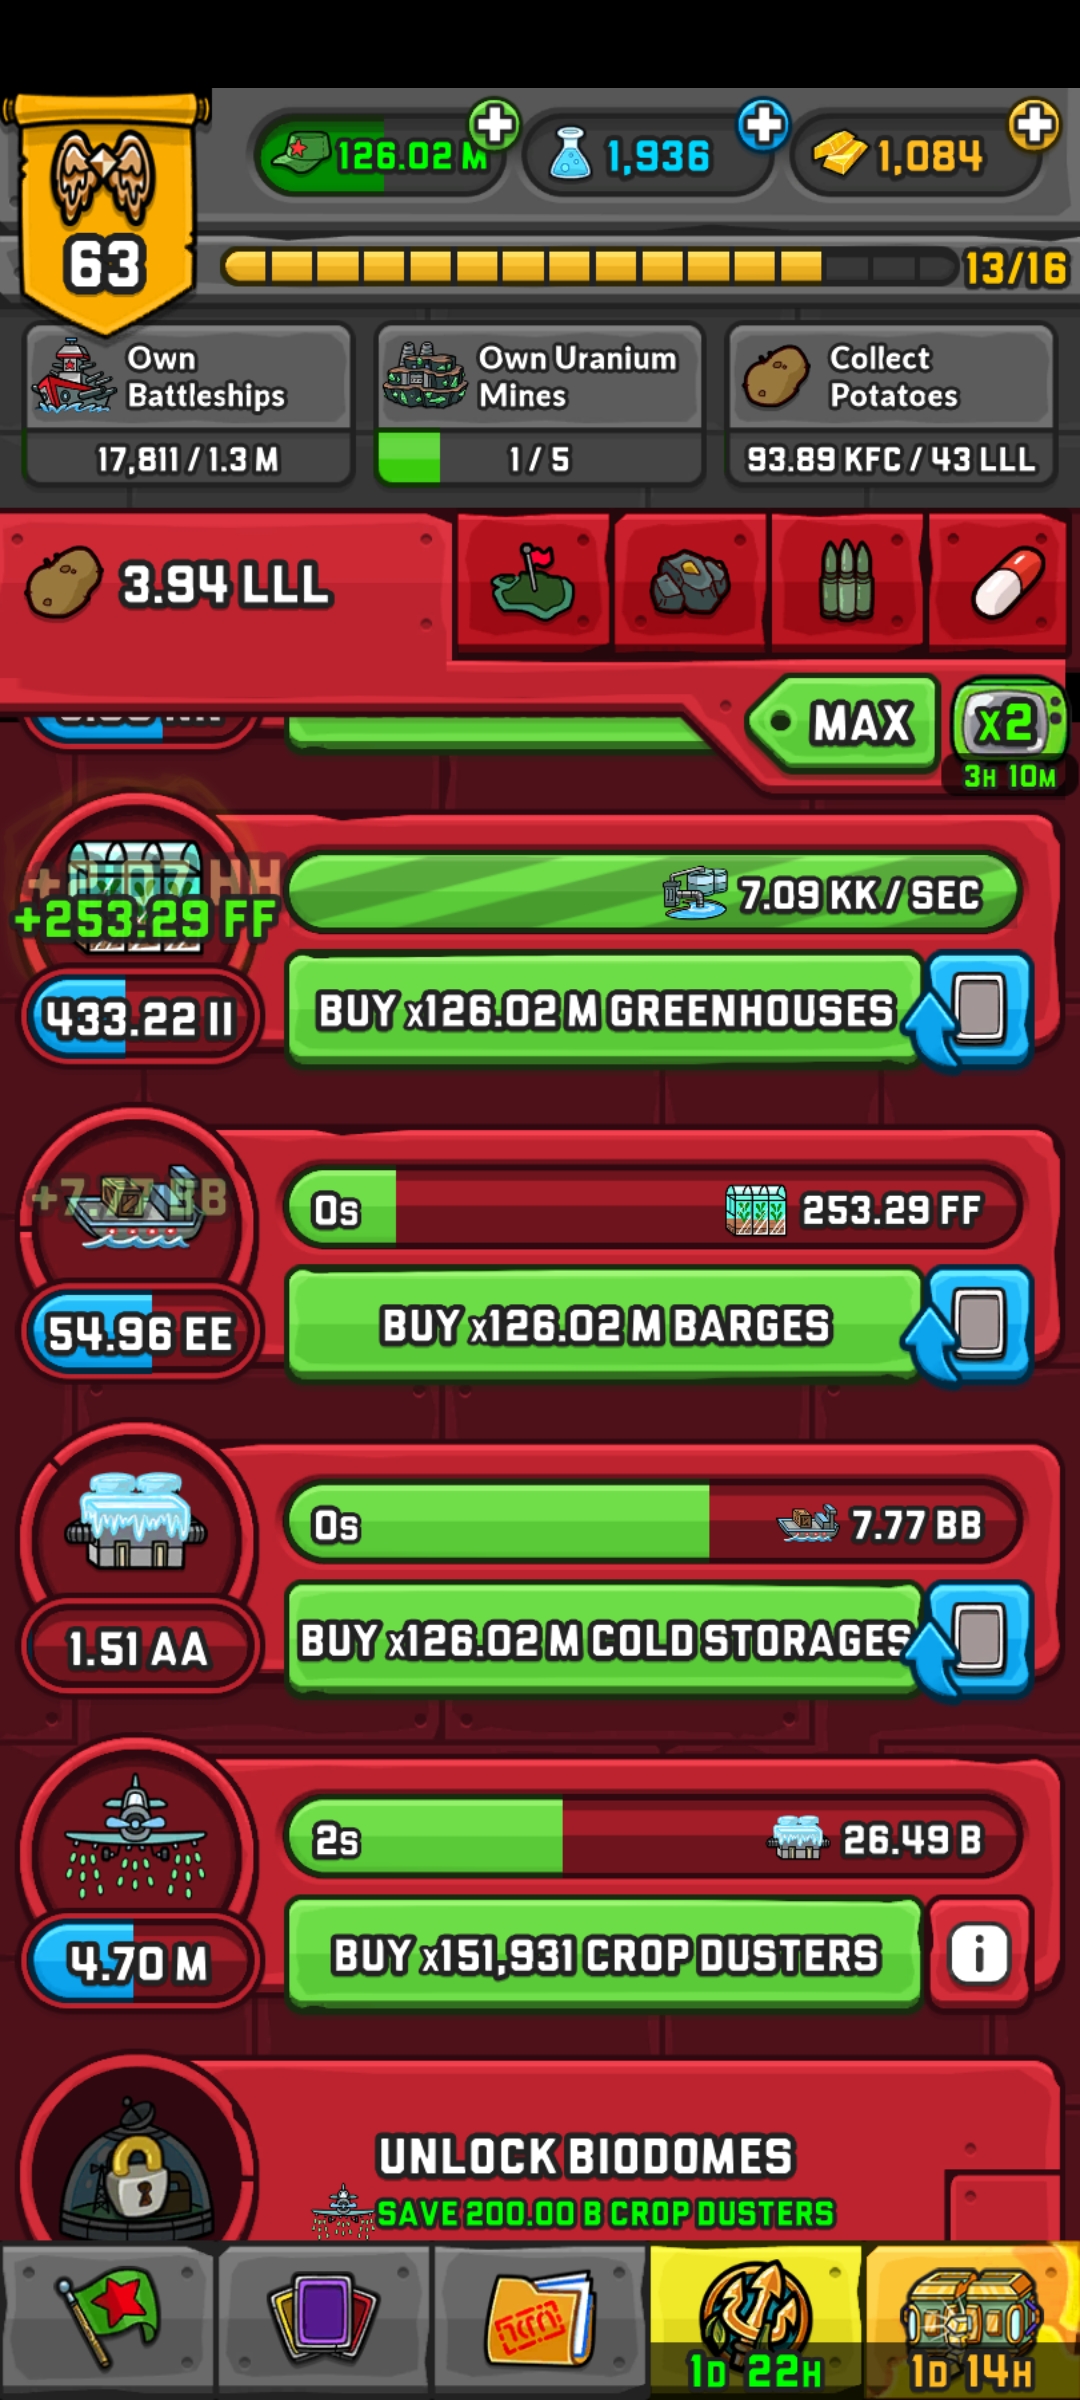 126.02 M
1,936
1,084
63
13/16
Own
Battleships
17,811 / 1.3 M
Own Uranium
Mines
1 / 5
Collect
Potatoes
93.89 KFC / 43 LLL
3.94 LLL
MAX
X2
3H 10M
+253.29 FF
7.09 KK / SEC
433.22 II
BUY x126.02 M GREENHOUSES
0s
253.29 FF
54.96 EE
BUY x126.02 M BARGES
0s
7.77 BB
1.51 AA
BUY x126.02 M COLD STORAGES
2s
26.49 B
4.70 M
BUY x151,931 CROP DUSTERS
i
UNLOCK BIODOMES
SAVE 200.00 B CROP DUSTERS
1D 22H
1D 14H